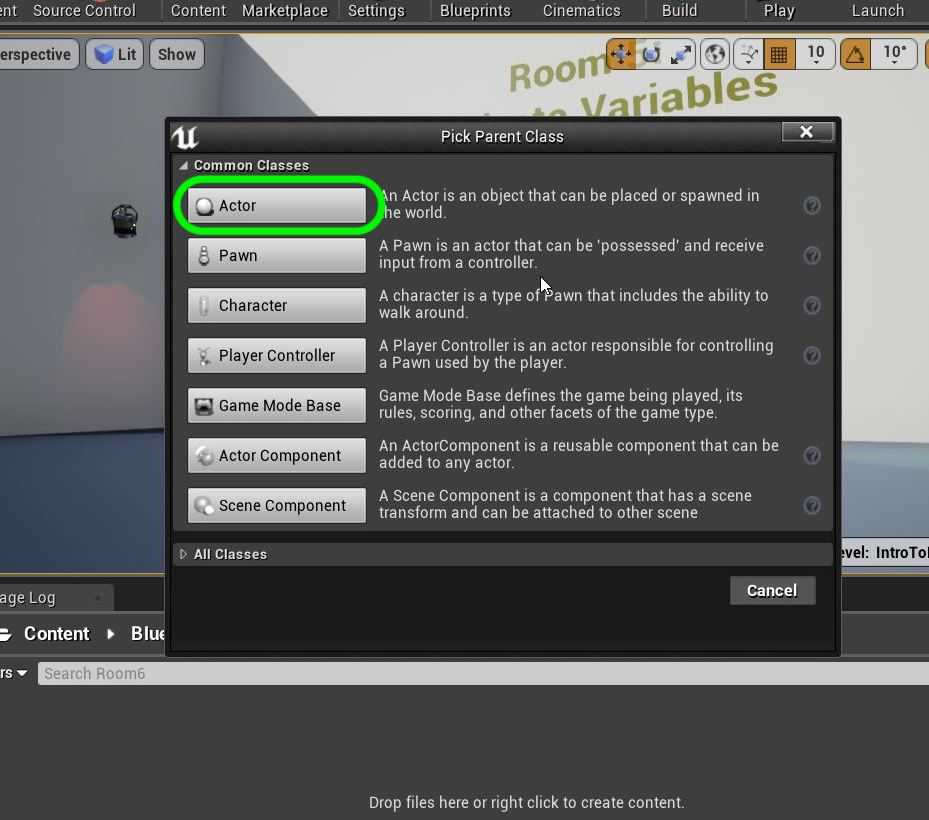 Source Control Content Marketplace Settings Blueprints Cinematics Build Play Launch
Lit Show 10 10°
Room
Variables
Pick Parent Class
Common Classes
Actor
An Actor is an object that can be placed or spawned in
the world.
Pawn
A Pawn is an actor that can be 'possessed' and receive
input from a controller.
Character
A character is a type of Pawn that includes the ability to
walk around.
Player Controller
A Player Controller is an actor responsible for controlling
a Pawn used by the player.
Game Mode Base
Game Mode Base defines the game being played, its
rules, scoring, and other facets of the game type.
Actor Component
An ActorComponent is a reusable component that can be
added to any actor.
Scene Component
A Scene Component is a component that has a scene
transform and can be attached to other scene
All Classes
evel: IntroTo
Cancel
age Log
Content Blue
rs
Search Room6
Drop files here or right click to create content.